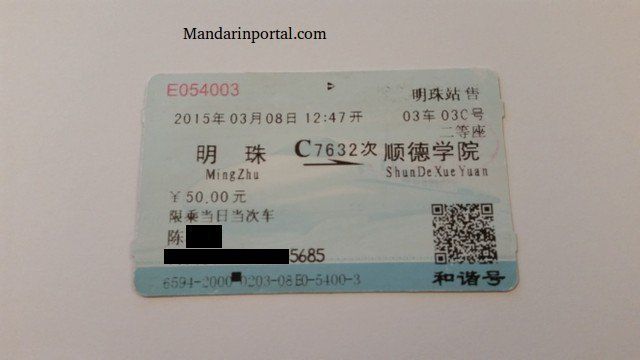 Mandarinportal.com
E054003
明珠站 售
2015年03月08日 12:47开 03车 03C号
二等座
明 珠 C7632次 顺德学院
MingZhu ShunDeXueYuan
¥50.00元
限乘当日当次车
陈
5685
6594-2000 0203-08 E0-5400-3 和谐号